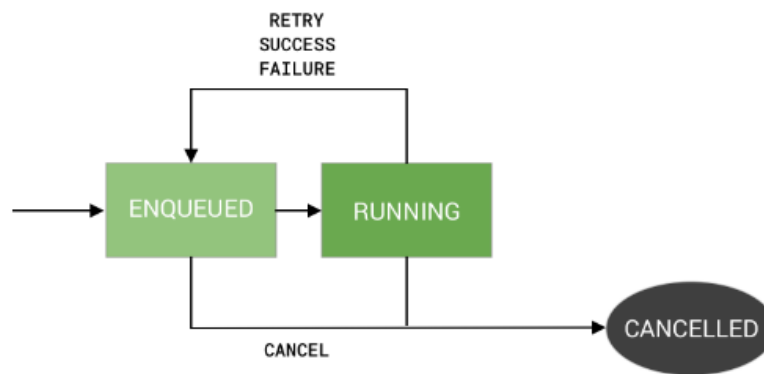 RETRY
SUCCESS
FAILURE
ENQUEUED
RUNNING
CANCELLED
CANCEL